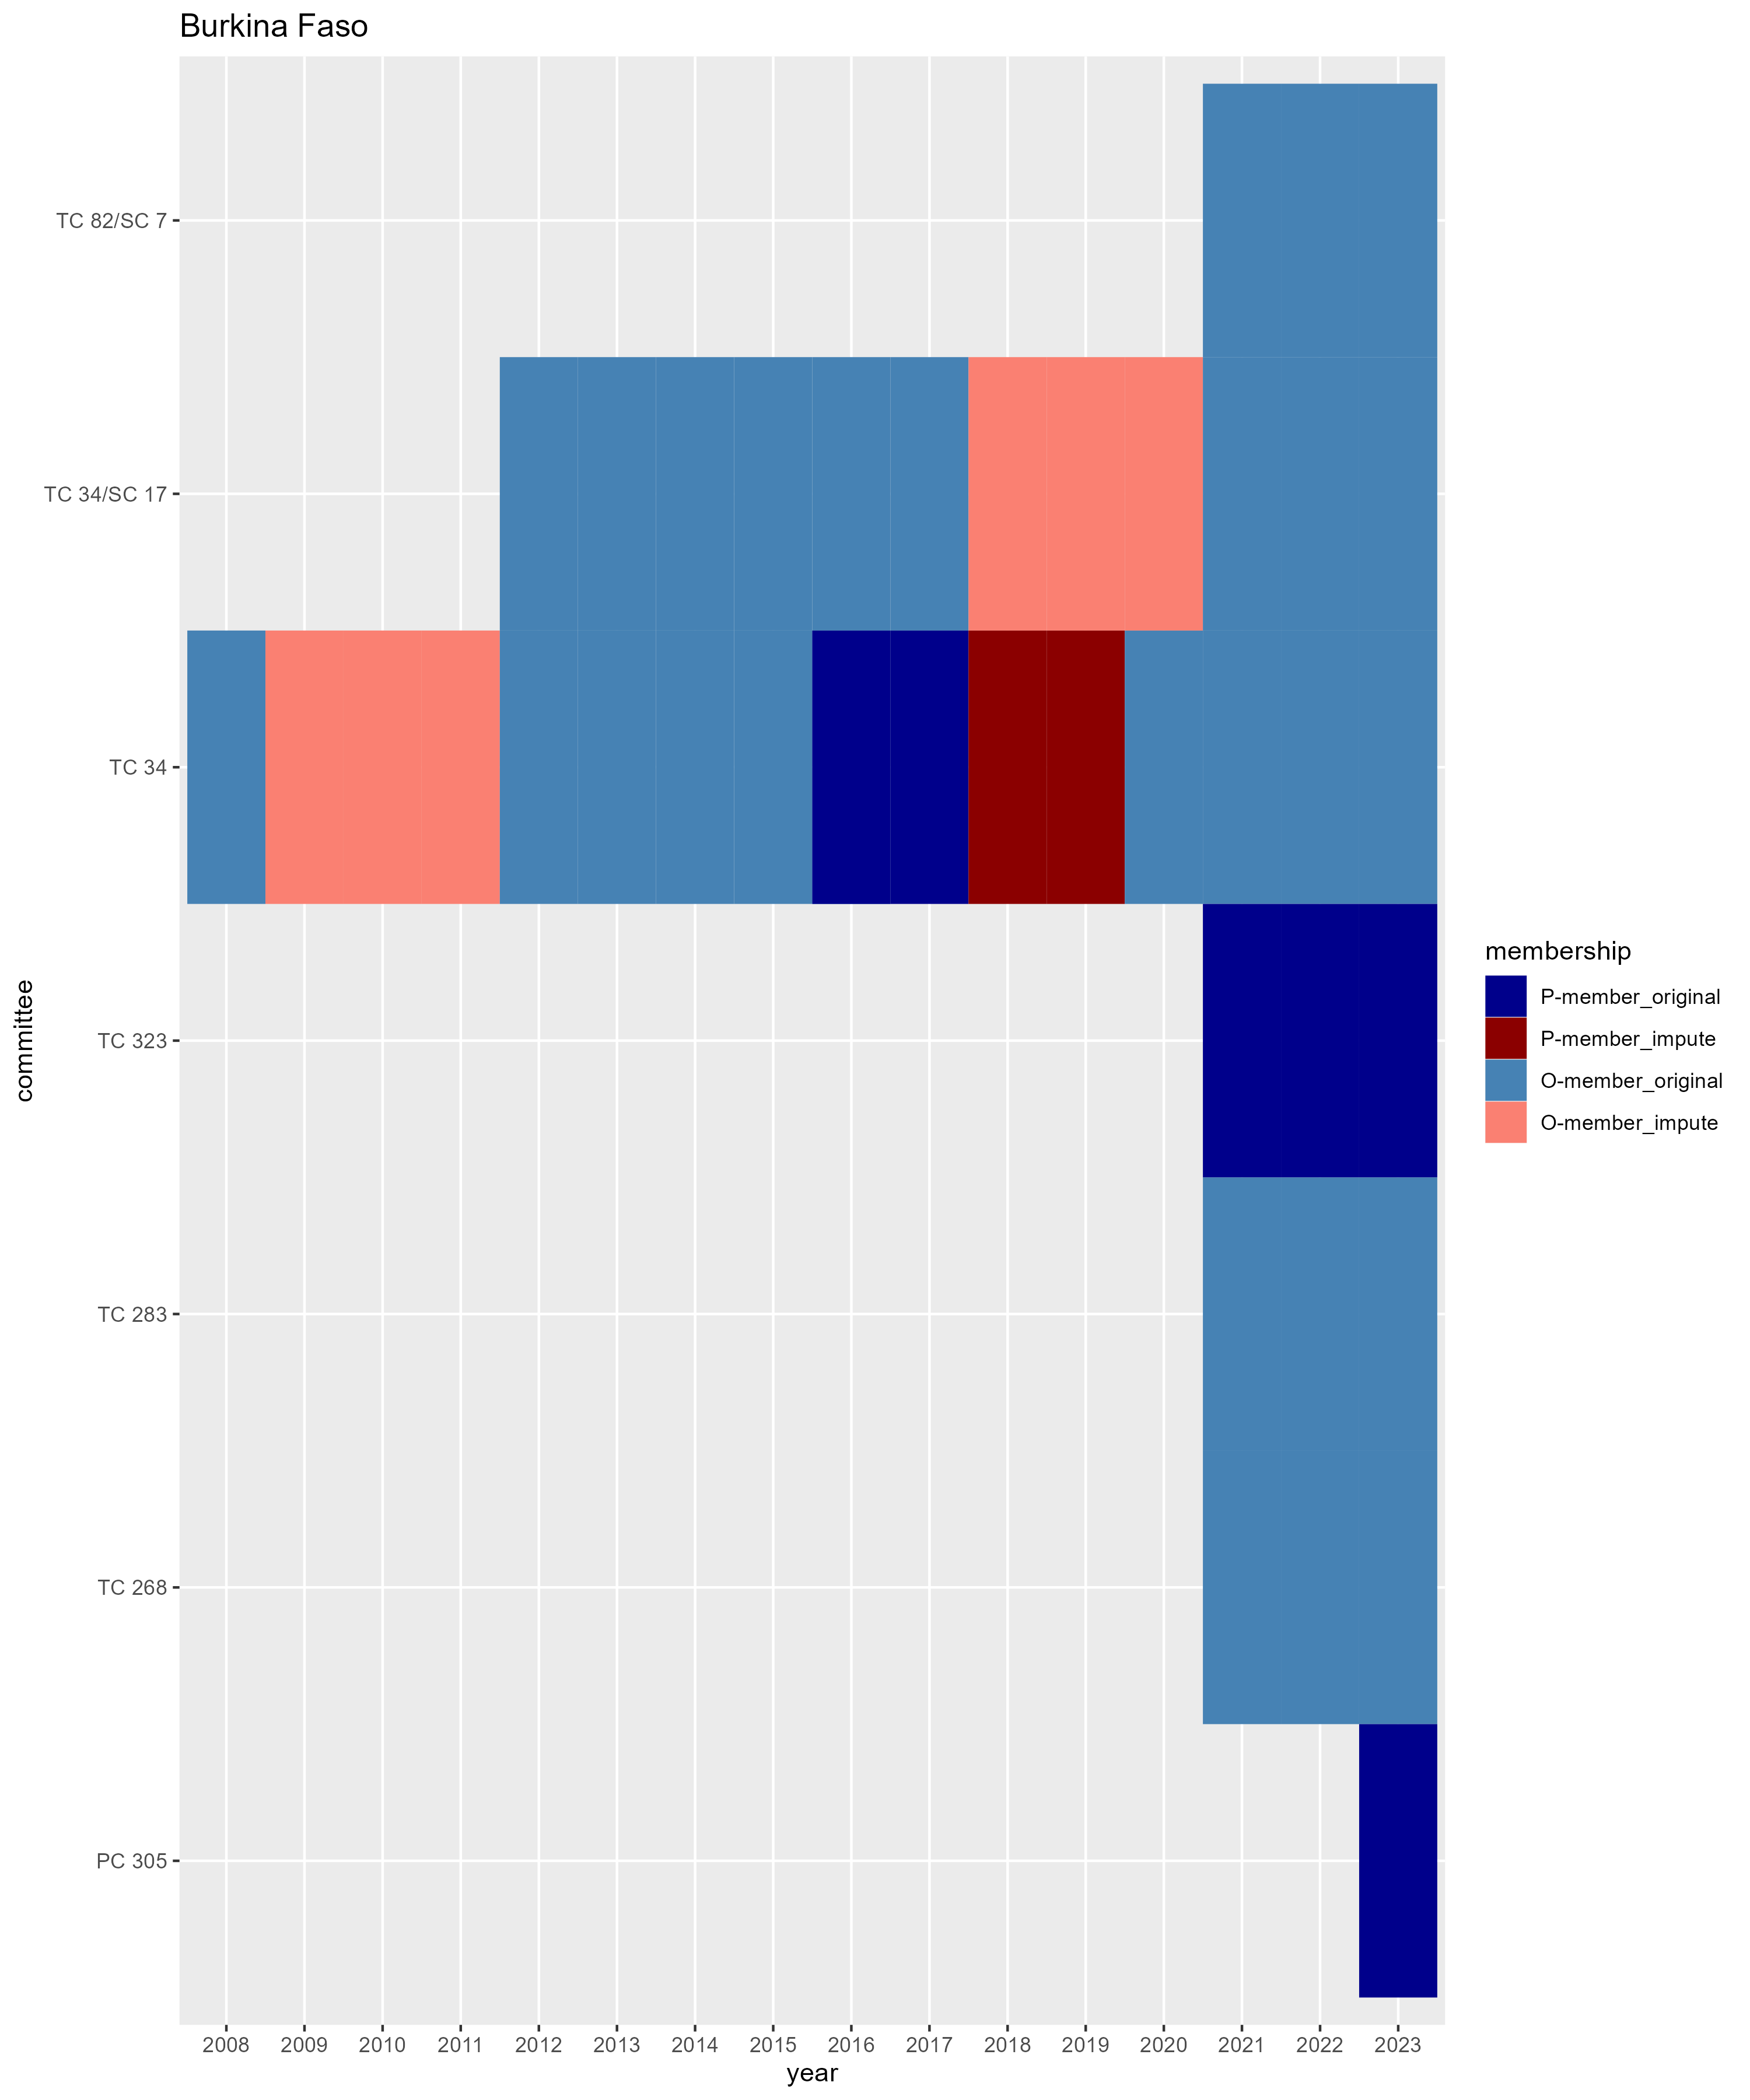 Burkina Faso
committee
TC 82/SC 7
TC 34/SC 17
TC 34
TC 323
TC 283
TC 268
PC 305
2008 2009 2010 2011 2012 2013 2014 2015 2016 2017 2018 2019 2020 2021 2022 2023
year
membership
P-member_original
P-member_impute
O-member_original
O-member_impute